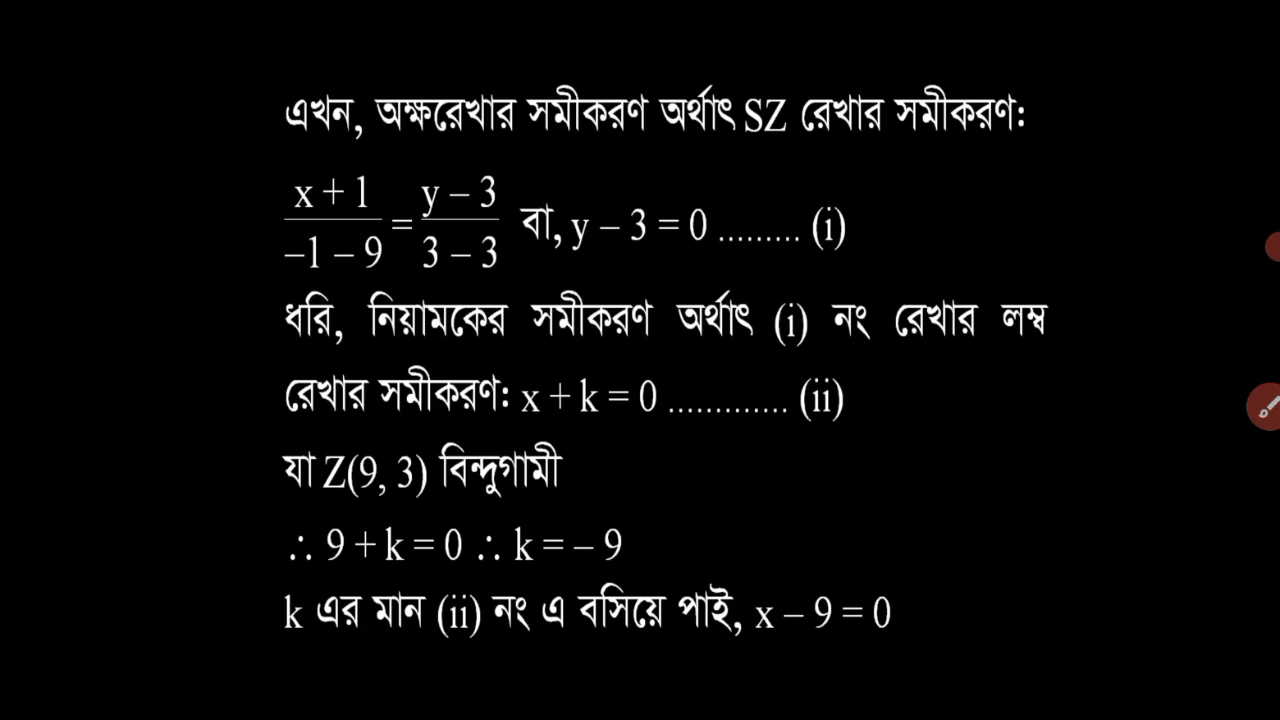 এখন, অক্ষরেখার সমীকরণ অর্থাৎ SZ রেখার সমীকরণঃ
x + 1 / –1 – 9 = y – 3 / 3 – 3 বা, y – 3 = 0 ......... (i)
ধরি, নিয়ামকের সমীকরণ অর্থাৎ (i) নং রেখার লম্ব
রেখার সমীকরণঃ x + k = 0 ............. (ii)
যা Z(9, 3) বিন্দুগামী
∴ 9 + k = 0 ∴ k = – 9
k এর মান (ii) নং এ বসিয়ে পাই, x – 9 = 0